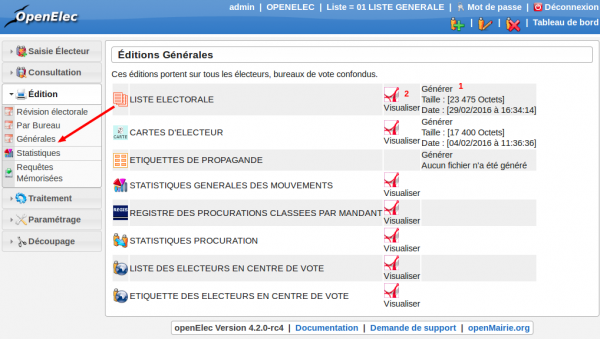 OpenElec
admin | OPENELEC | Liste = 01 LISTE GENERALE | Mot de passe | Déconnexion
| | | Tableau de bord
Saisie Électeur
Consultation
Édition
Révision électorale
Par Bureau
Générales
Statistiques
Requêtes
Mémorisées
Traitement
Paramétrage
Découpage
Éditions Générales
Ces éditions portent sur tous les électeurs, bureaux de vote confondus.
LISTE ELECTORALE
2
Visualiser
Générer 1
Taille : [23 475 Octets]
Date : [29/02/2016 à 16:34:14]
CARTE
CARTES D'ELECTEUR
Visualiser
Générer
Taille : [17 400 Octets]
Date : [04/02/2016 à 11:36:36]
ETIQUETTES DE PROPAGANDE
Générer
Aucun fichier n'a été généré
STATISTIQUES GENERALES DES MOUVEMENTS
Visualiser
REGISTRE DES PROCURATIONS CLASSEES PAR MANDANT
Visualiser
STATISTIQUES PROCURATION
Visualiser
LISTE DES ELECTEURS EN CENTRE DE VOTE
Visualiser
ETIQUETTE DES ELECTEURS EN CENTRE DE VOTE
Visualiser
openElec Version 4.2.0-rc4 | Documentation | Demande de support | openMairie.org